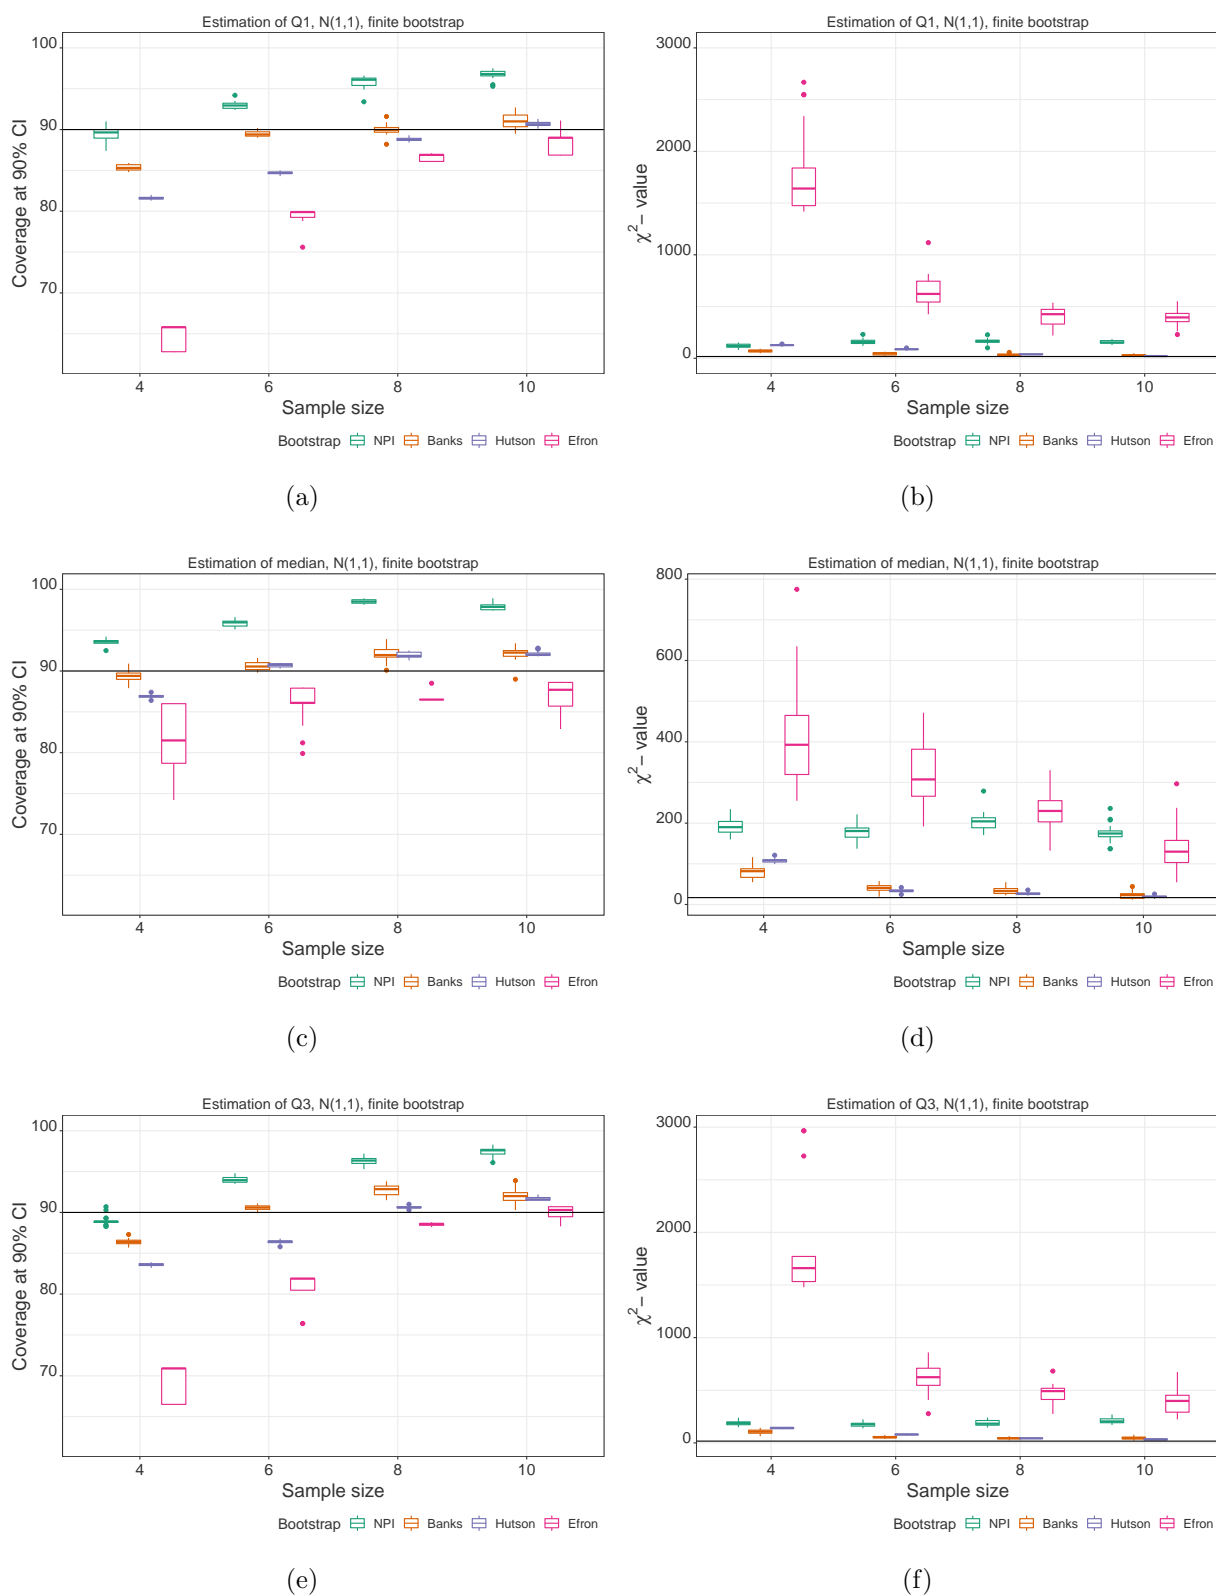 Estimation of Q1, N(1,1), finite bootstrap
100
90
80
70
Coverage at 90% CI
4 6 8 10
Sample size
Bootstrap NPI Banks Hutson Efron
(a)
Estimation of Q1, N(1,1), finite bootstrap
3000
2000
1000
0
χ²− value
4 6 8 10
Sample size
Bootstrap NPI Banks Hutson Efron
(b)
Estimation of median, N(1,1), finite bootstrap
100
90
80
70
Coverage at 90% CI
4 6 8 10
Sample size
Bootstrap NPI Banks Hutson Efron
(c)
Estimation of median, N(1,1), finite bootstrap
800
600
400
200
0
χ²− value
4 6 8 10
Sample size
Bootstrap NPI Banks Hutson Efron
(d)
Estimation of Q3, N(1,1), finite bootstrap
100
90
80
70
Coverage at 90% CI
4 6 8 10
Sample size
Bootstrap NPI Banks Hutson Efron
(e)
Estimation of Q3, N(1,1), finite bootstrap
3000
2000
1000
0
χ²− value
4 6 8 10
Sample size
Bootstrap NPI Banks Hutson Efron
(f)